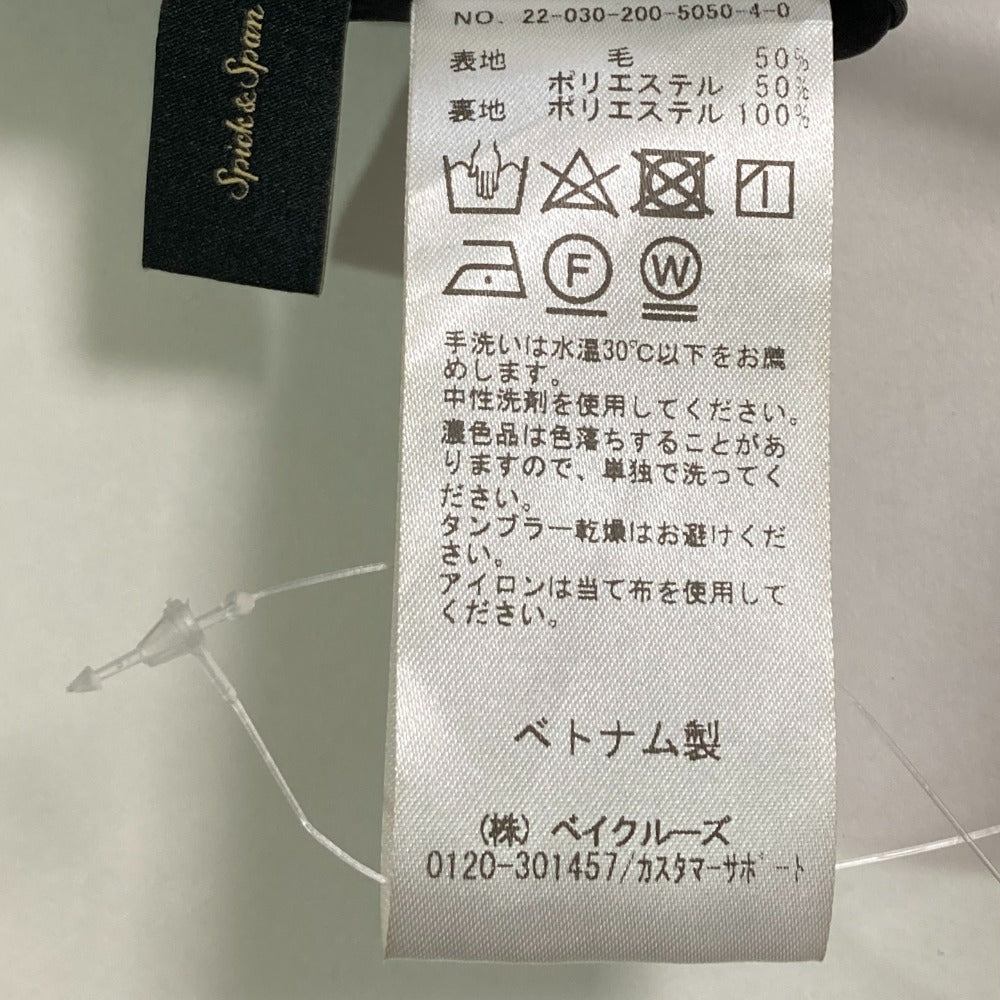 Spick & Span
NO. 22-030-200-5050-4-0
表地 毛 50%
ポリエステル 50%
裏地 ポリエステル 100%
F W
手洗いは水温30℃以下をお薦
めします。
中性洗剤を使用してください。
濃色品は色落ちすることがあ
りますので、単独で洗ってく
ださい。
タンブラー乾燥はお避けくだ
さい。
アイロンは当て布を使用して
ください。
ベトナム製
(株) ベイクルーズ
0120-301457/カスタマーサポート